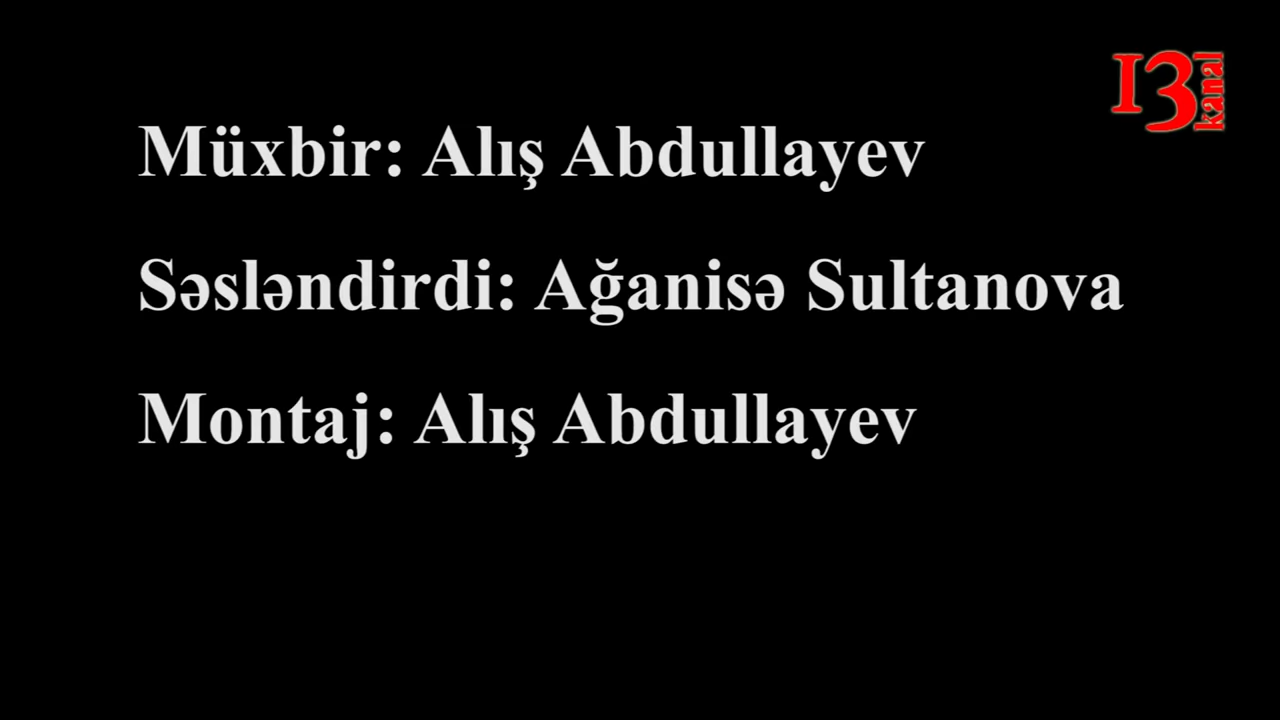 13 kanal
Müxbir: Alış Abdullayev
Səsləndirdi: Ağanisə Sultanova
Montaj: Alış Abdullayev